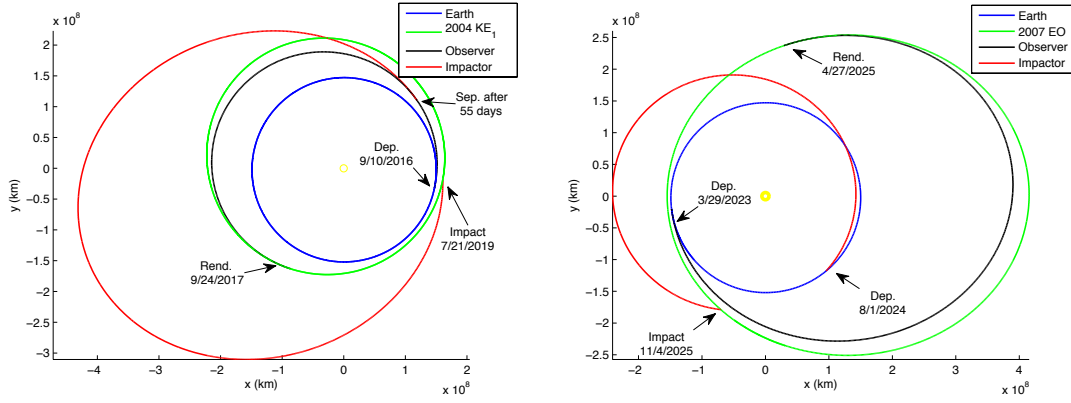 x 10^8
Earth
2004 KE_1
Observer
Impactor
2
1.5
1
0.5
0
-0.5
-1
-1.5
-2
-2.5
-3
y (km)
Sep. after
55 days
Dep.
9/10/2016
Impact
7/21/2019
Rend.
9/24/2017
-4
-3
-2
-1
0
1
x (km)
x 10^8
x 10^8
Earth
2007 EO
Observer
Impactor
2.5
2
1.5
1
0.5
0
-0.5
-1
-1.5
-2
-2.5
y (km)
Rend.
4/27/2025
Dep.
3/29/2023
Dep.
8/1/2024
Impact
11/4/2025
-2
-1
0
1
2
3
4
x (km)
x 10^8